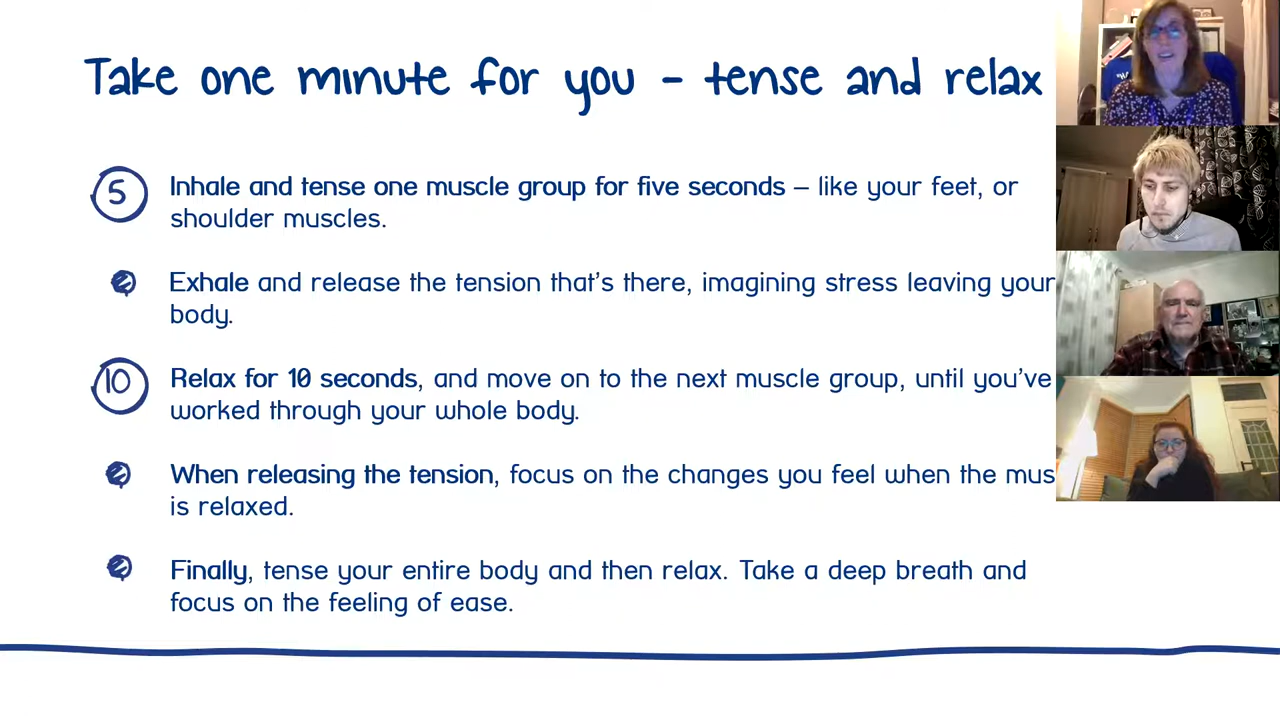 Take one minute for you - tense and relax
5
Inhale and tense one muscle group for five seconds – like your feet, or
shoulder muscles.
Exhale and release the tension that's there, imagining stress leaving your
body.
10
Relax for 10 seconds, and move on to the next muscle group, until you've
worked through your whole body.
When releasing the tension, focus on the changes you feel when the mus
is relaxed.
Finally, tense your entire body and then relax. Take a deep breath and
focus on the feeling of ease.